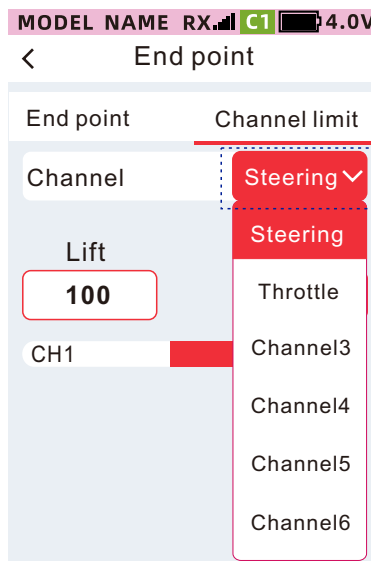 MODEL NAME RX C1 4.0V
< End point
End point Channel limit
Channel Steering
Steering
Lift
Throttle
100
Channel3
CH1
Channel4
Channel5
Channel6